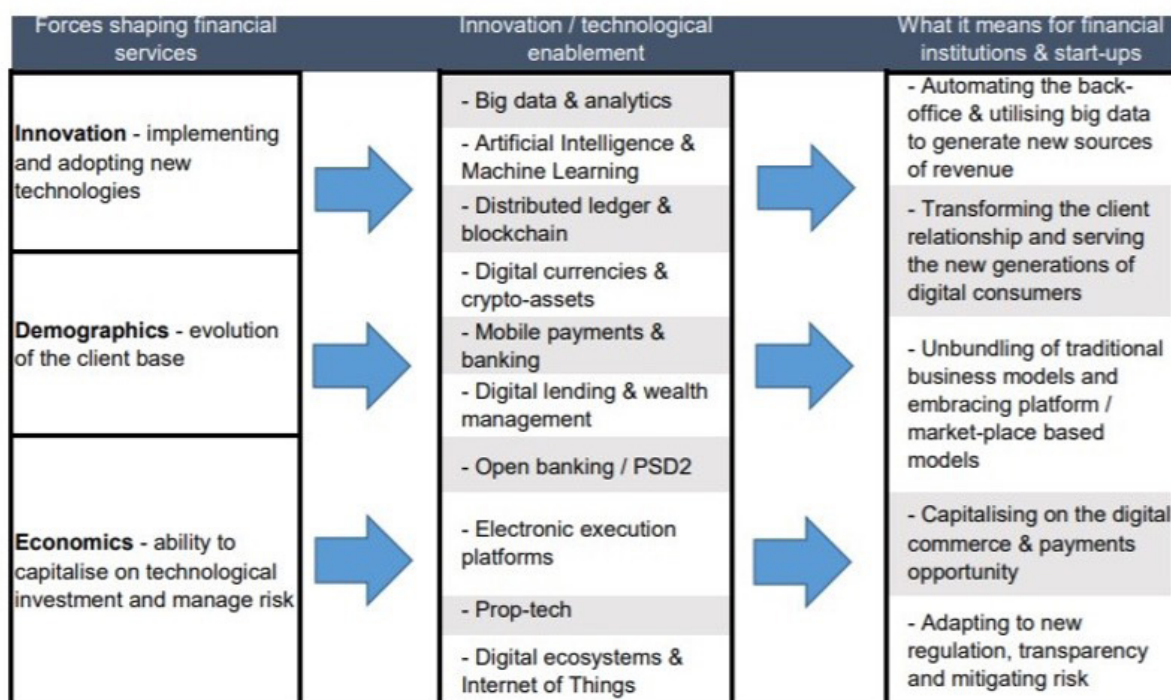 Forces shaping financial
services
Innovation / technological
enablement
What it means for financial
institutions & start-ups
Innovation - implementing
and adopting new
technologies
Demographics - evolution
of the client base
Economics - ability to
capitalise on technological
investment and manage risk
- Big data & analytics
- Artificial Intelligence &
Machine Learning
- Distributed ledger &
blockchain
- Digital currencies &
crypto-assets
- Mobile payments &
banking
- Digital lending & wealth
management
- Open banking / PSD2
- Electronic execution
platforms
- Prop-tech
- Digital ecosystems &
Internet of Things
- Automating the back-
office & utilising big data
to generate new sources
of revenue
- Transforming the client
relationship and serving
the new generations of
digital consumers
- Unbundling of traditional
business models and
embracing platform /
market-place based
models
- Capitalising on the digital
commerce & payments
opportunity
- Adapting to new
regulation, transparency
and mitigating risk